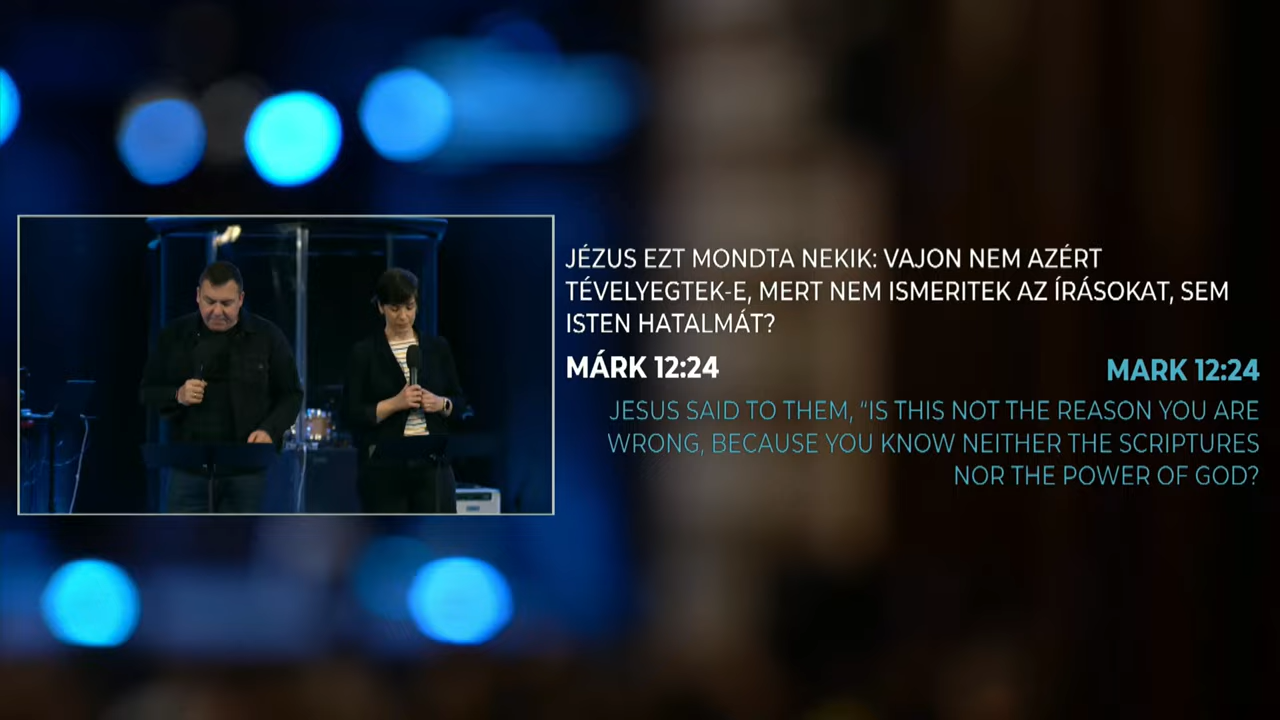 JÉZUS EZT MONDTA NEKIK: VAJON NEM AZÉRT
TÉVELYEGTEK-E, MERT NEM ISMERITEK AZ ÍRÁSOKAT, SEM
ISTEN HATALMÁT?
MÁRK 12:24
MARK 12:24
JESUS SAID TO THEM, “IS THIS NOT THE REASON YOU ARE
WRONG, BECAUSE YOU KNOW NEITHER THE SCRIPTURES
NOR THE POWER OF GOD?